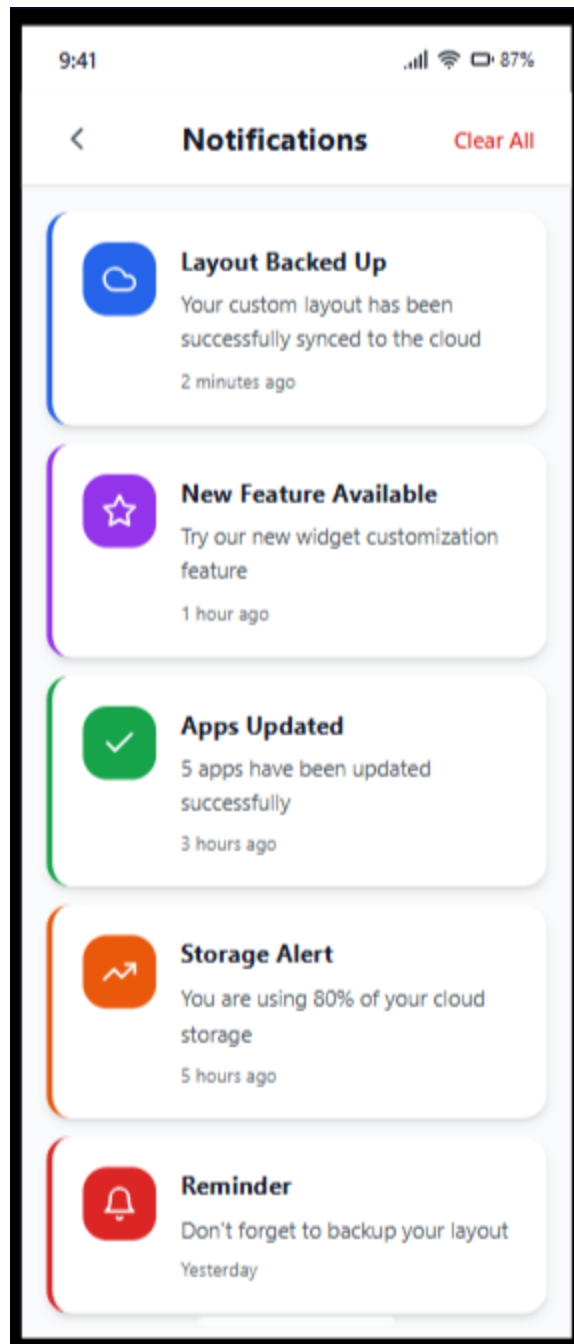 9:41
87%
Notifications
Clear All
Layout Backed Up
Your custom layout has been
successfully synced to the cloud
2 minutes ago
New Feature Available
Try our new widget customization
feature
1 hour ago
Apps Updated
5 apps have been updated
successfully
3 hours ago
Storage Alert
You are using 80% of your cloud
storage
5 hours ago
Reminder
Don't forget to backup your layout
Yesterday